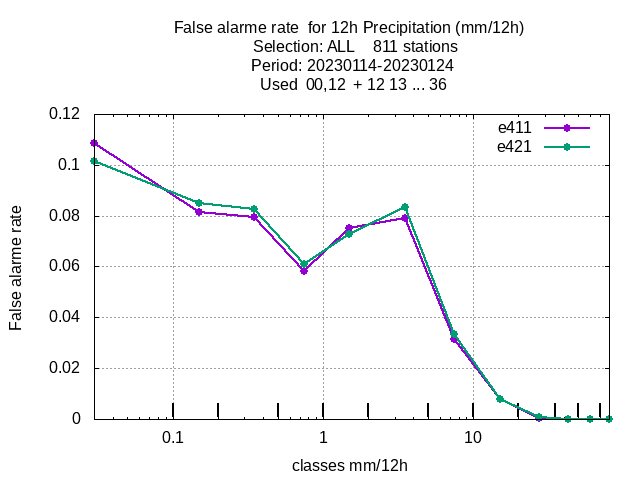 False alarme rate  for 12h Precipitation (mm/12h)
Selection: ALL    811 stations
Period: 20230114-20230124
Used  00,12  + 12 13 ... 36
0.12
e411
e421
0.1
0.08
0.06
0.04
0.02
0
False alarme rate
0.1
1
10
classes mm/12h